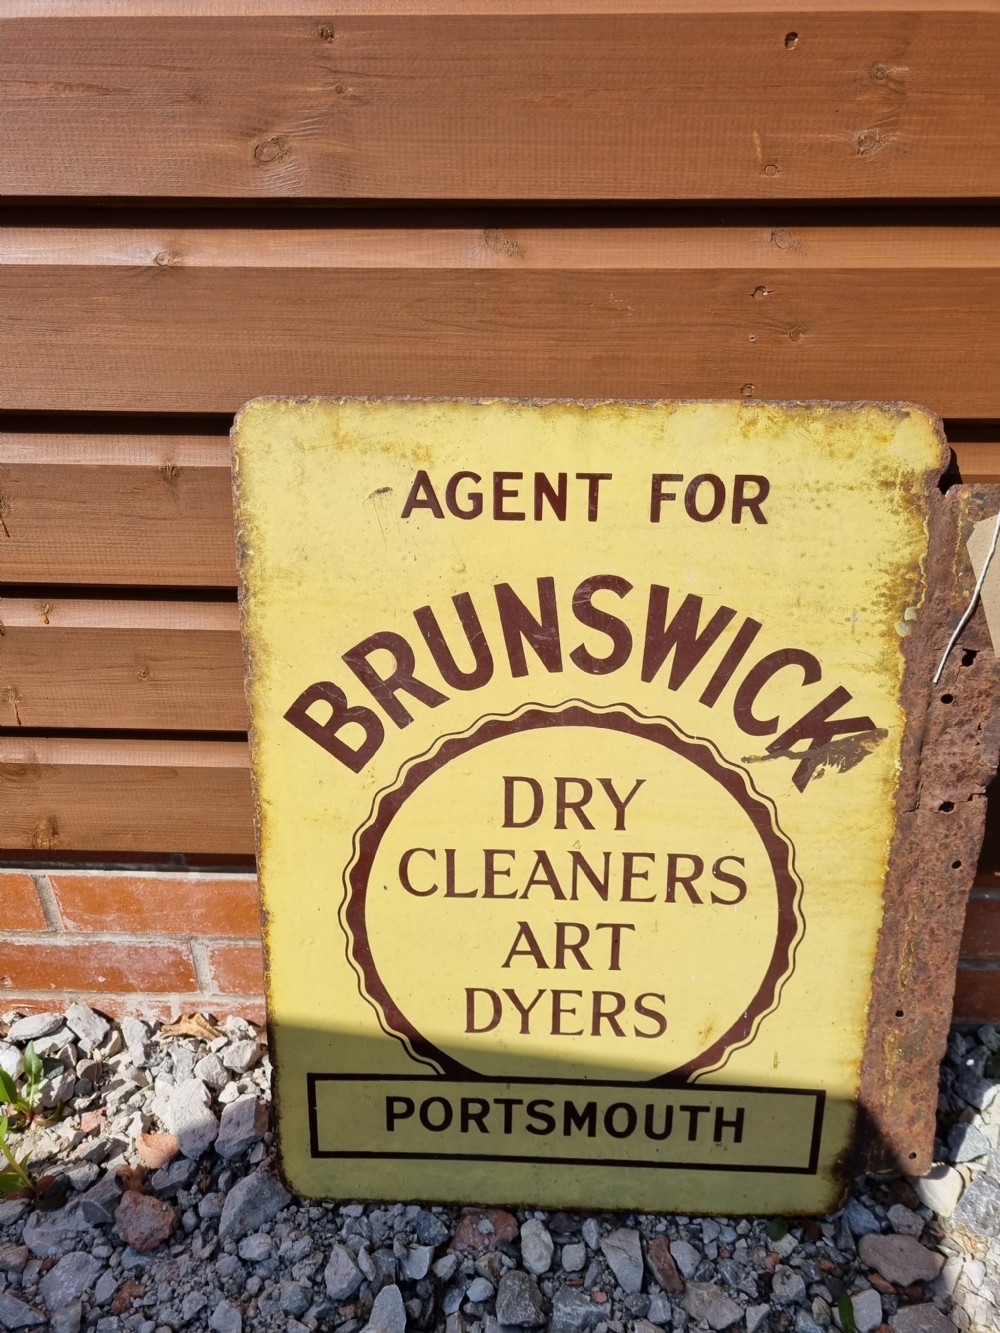 AGENT FOR
BRUNSWICK
DRY
CLEANERS
ART
DYERS
PORTSMOUTH